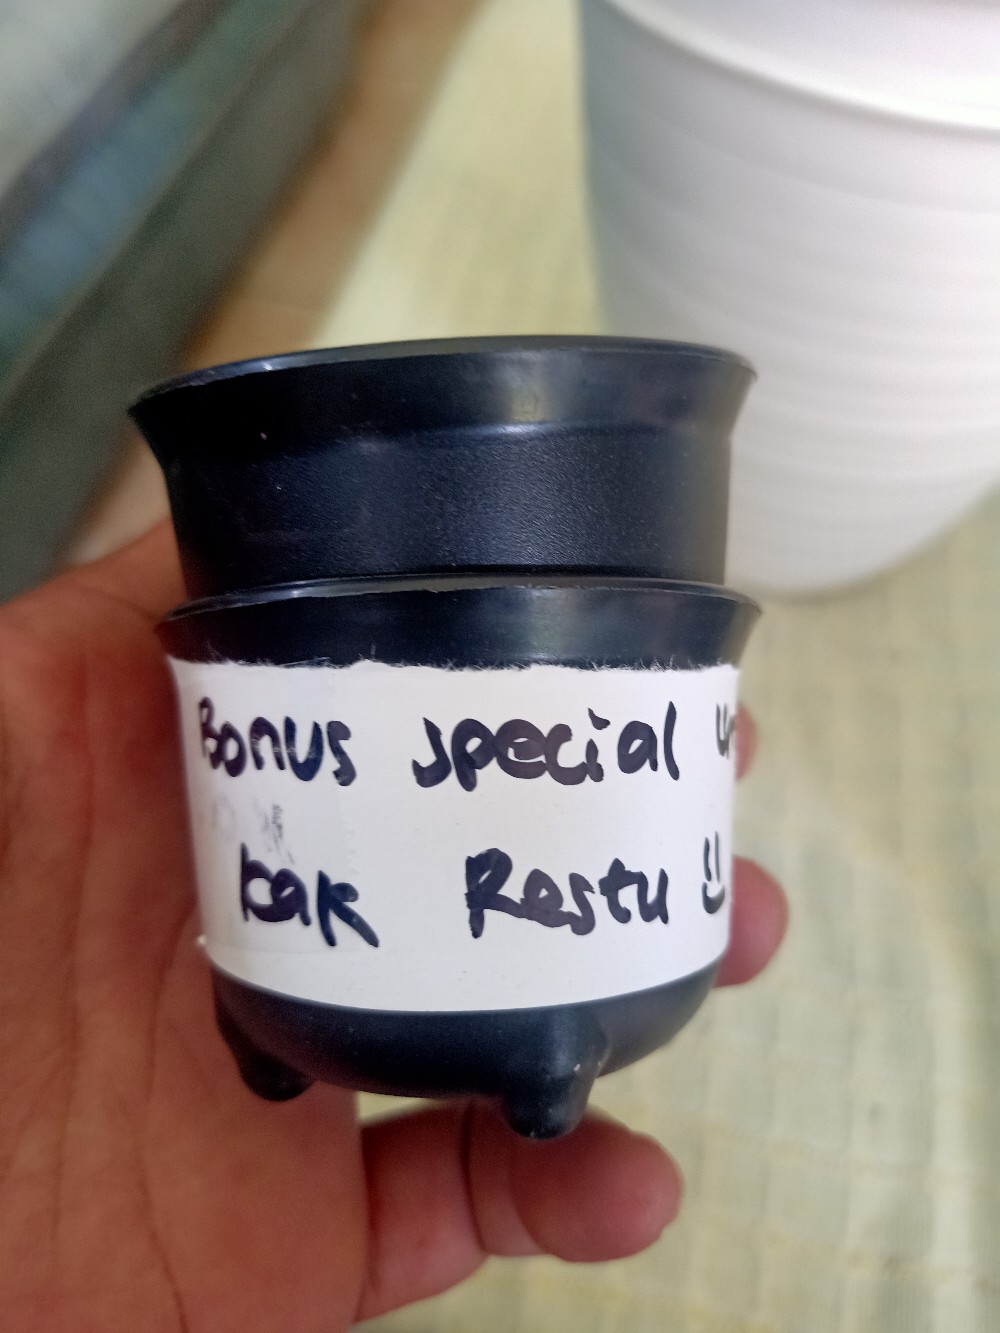 Bonus special
kak Restu